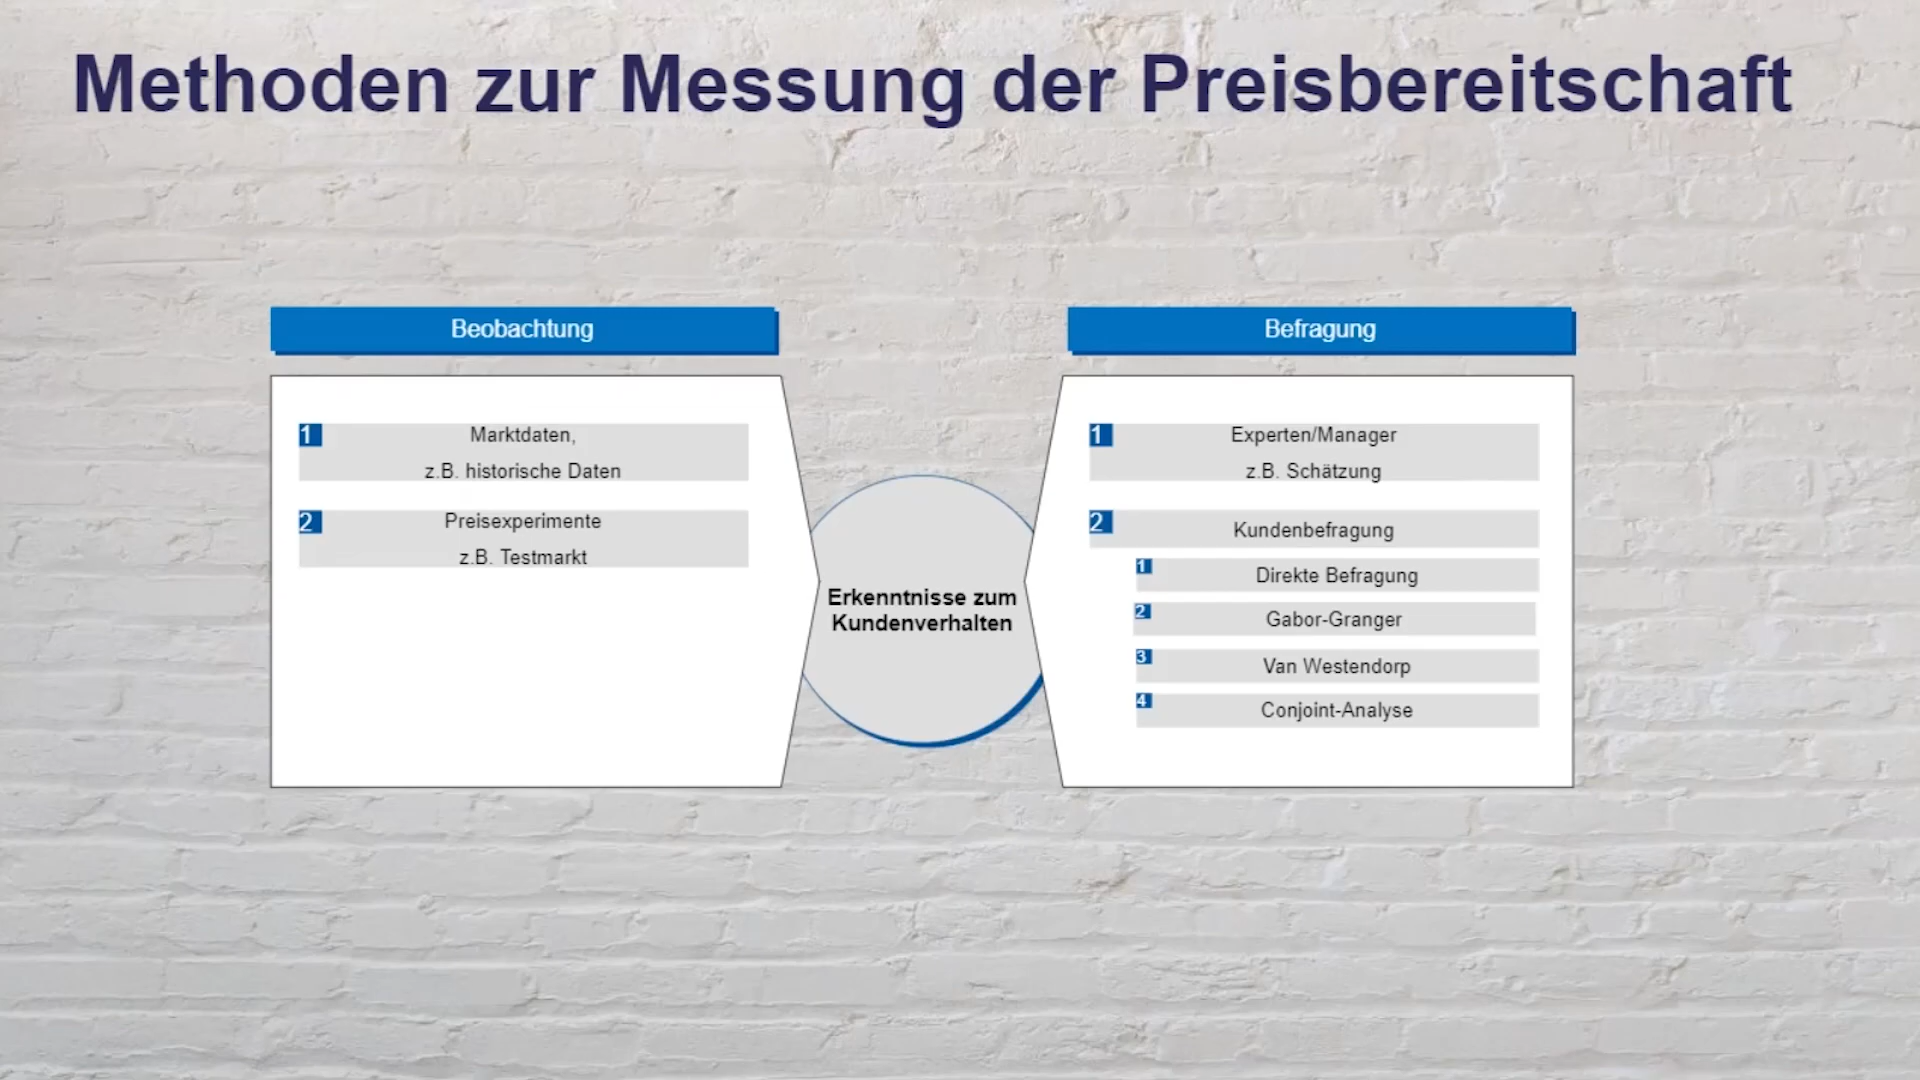 Methoden zur Messung der Preisbereitschaft
Beobachtung
1
Marktdaten,
z.B. historische Daten
2
Preisexperimente
z.B. Testmarkt
Erkenntnisse zum
Kundenverhalten
Befragung
1
Experten/Manager
z.B. Schätzung
2
Kundenbefragung
1
Direkte Befragung
2
Gabor-Granger
3
Van Westendorp
4
Conjoint-Analyse